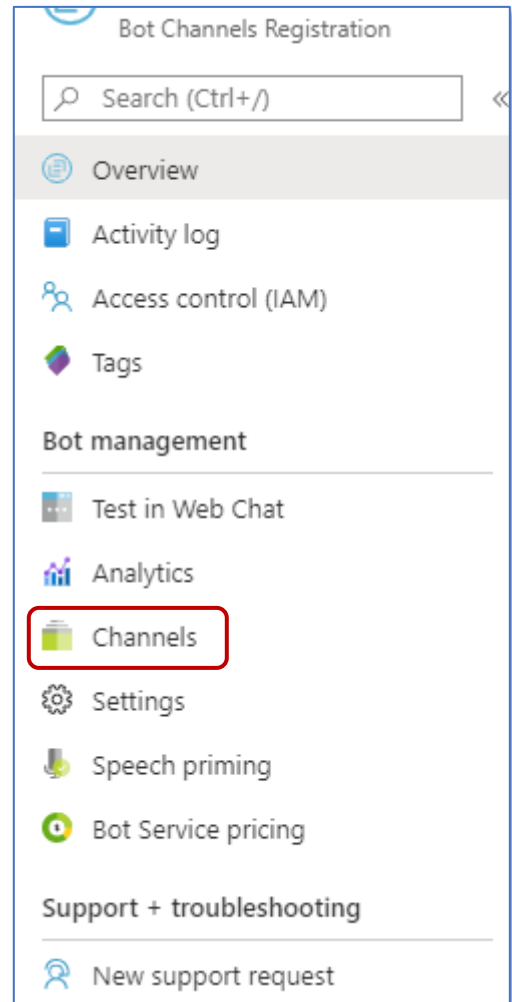 Bot Channels Registration
Search (Ctrl+/)
Overview
Activity log
Access control (IAM)
Tags
Bot management
Test in Web Chat
Analytics
Channels
Settings
Speech priming
Bot Service pricing
Support + troubleshooting
New support request